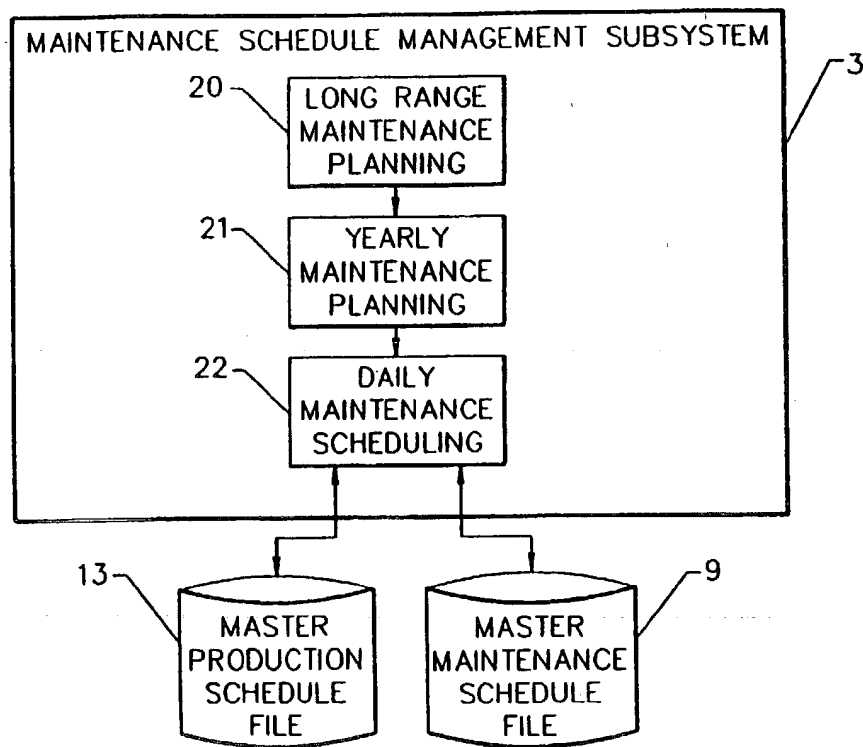 MAINTENANCE SCHEDULE MANAGEMENT SUBSYSTEM
3
20
LONG RANGE
MAINTENANCE
PLANNING
21
YEARLY
MAINTENANCE
PLANNING
22
DAILY
MAINTENANCE
SCHEDULING
13
MASTER
PRODUCTION
SCHEDULE
FILE
9
MASTER
MAINTENANCE
SCHEDULE
FILE